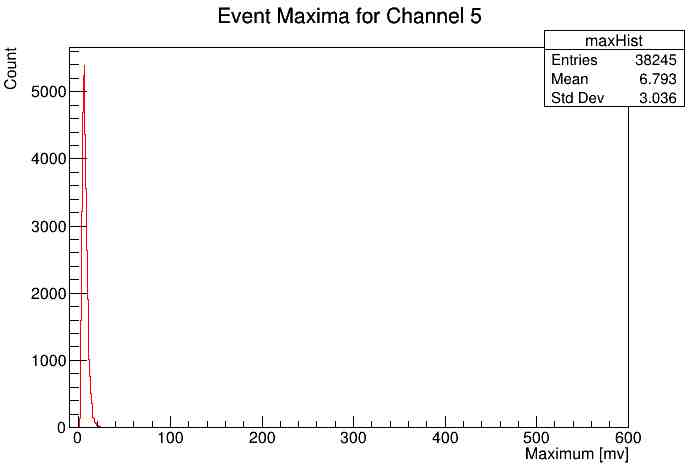 Event Maxima for Channel 5
maxHist
Entries 38245
Mean 6.793
Std Dev 3.036
Count
5000
4000
3000
2000
1000
0
0 100 200 300 400 500 600
Maximum [mv]